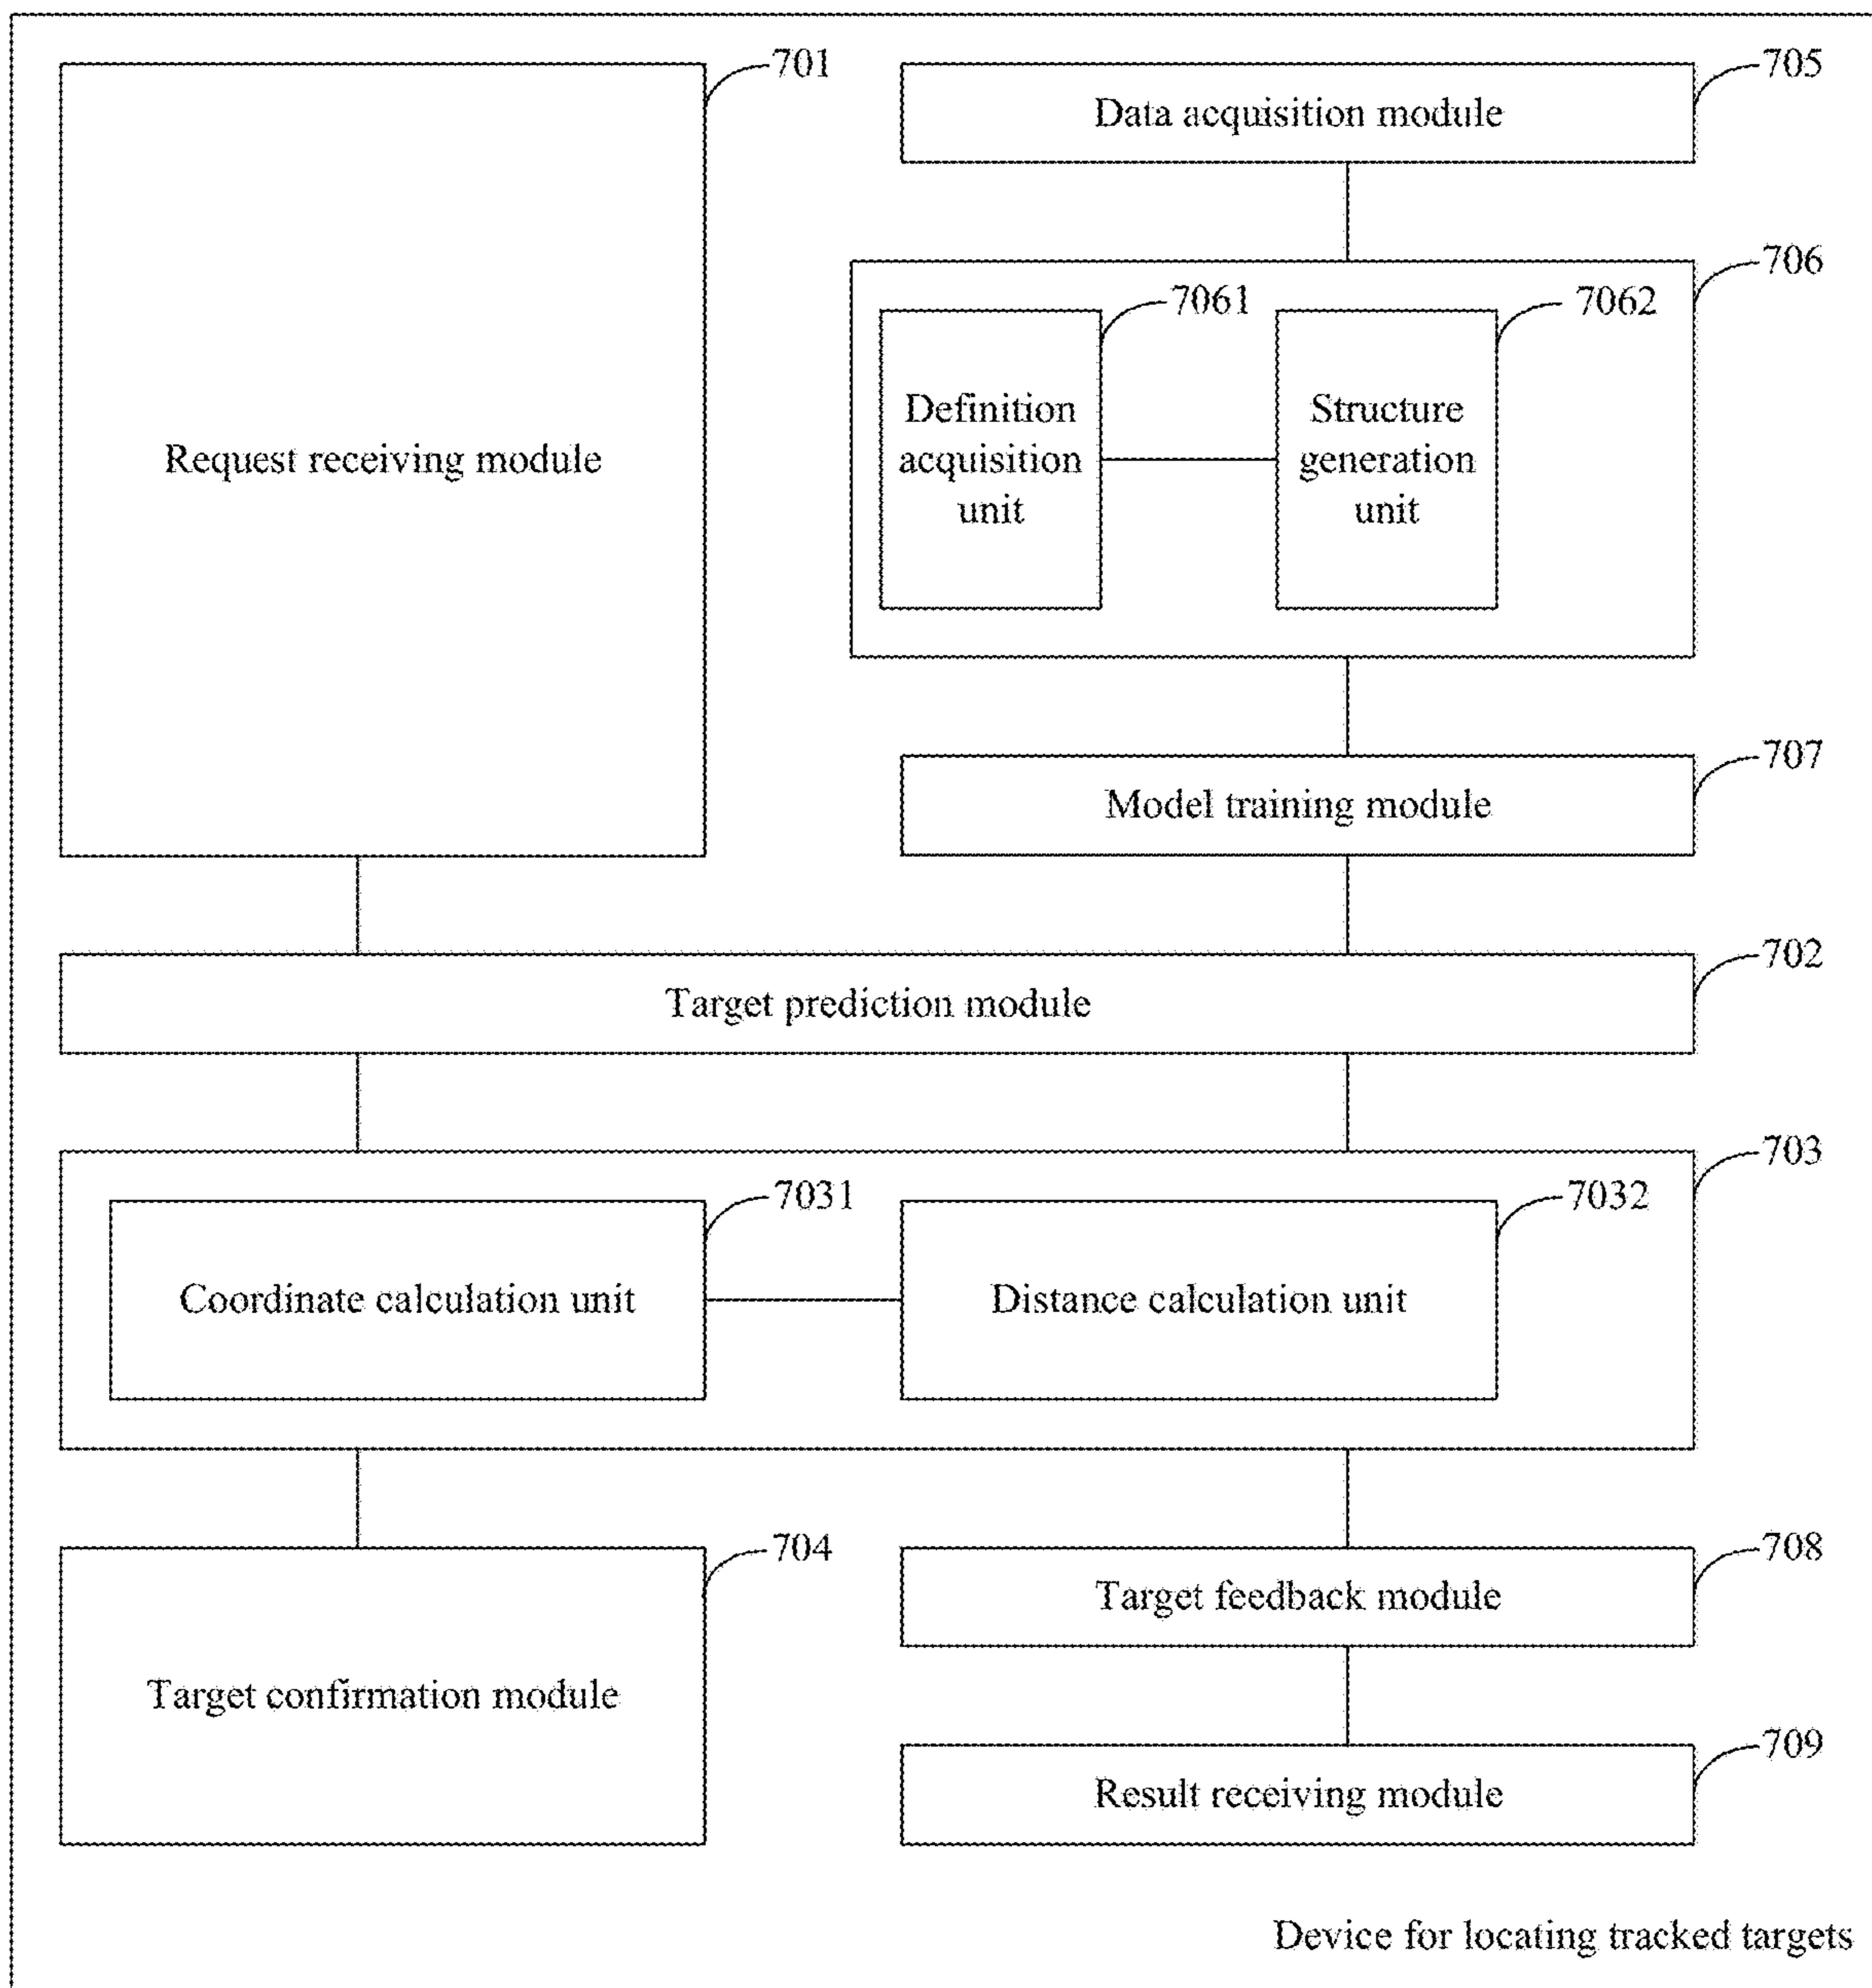 701
Request receiving module
705
Data acquisition module
706
7061
Definition
acquisition
unit
7062
Structure
generation
unit
707
Model training module
702
Target prediction module
703
7031
Coordinate calculation unit
7032
Distance calculation unit
704
Target confirmation module
708
Target feedback module
709
Result receiving module
Device for locating tracked targets